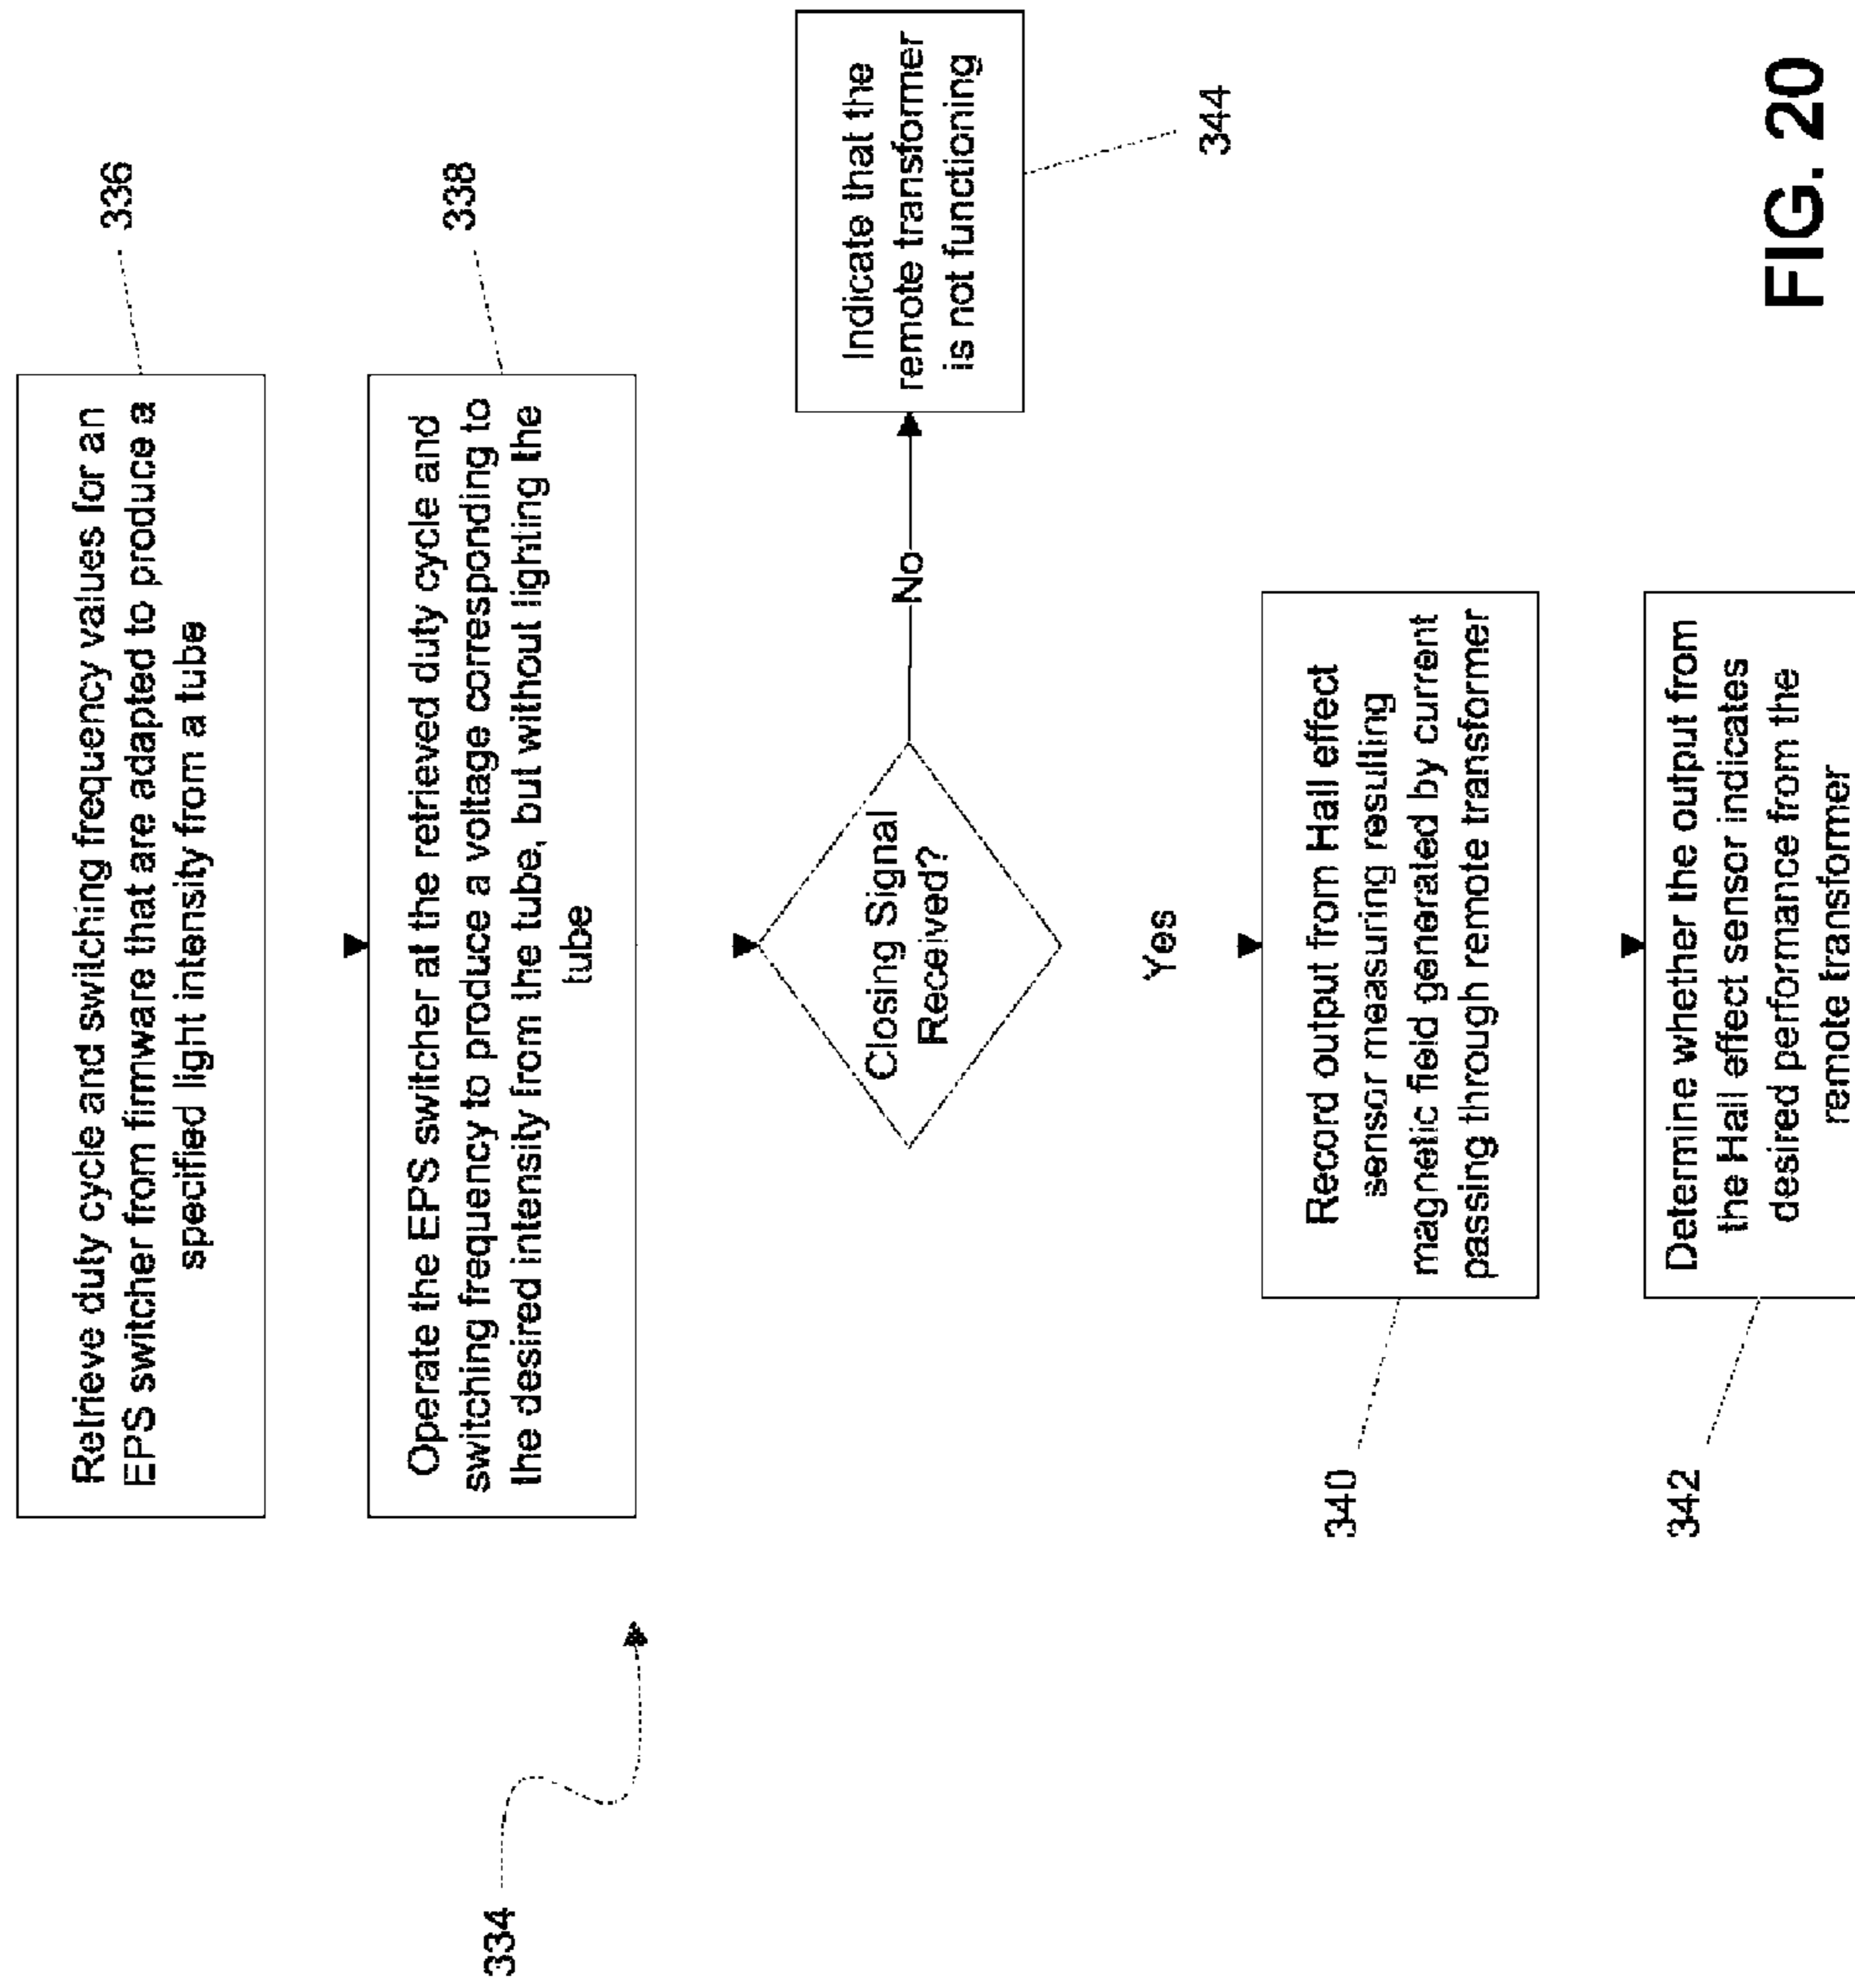 336
Retrieve duty cycle and switching frequency values for an
EPS switcher from firmware that are adapted to produce a
specified light intensity from a tube
338
Operate the EPS switcher at the retrieved duty cycle and
switching frequency to produce a voltage corresponding to
the desired intensity from the tube, but without lighting the
tube
334
Closing Signal
Received?
No
Indicate that the
remote transformer
is not functioning
344
Yes
340
Record output from Hall effect
sensor measuring resulting
magnetic field generated by current
passing through remote transformer
342
Determine whether the output from
the Hall effect sensor indicates
desired performance from the
remote transformer
FIG. 20